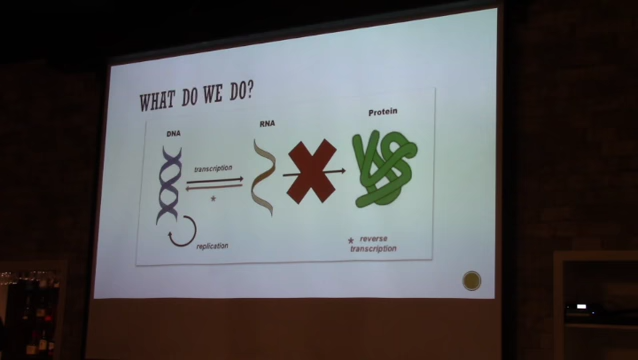 WHAT DO WE DO?
DNA
RNA
Protein
transcription
*
replication
* reverse
transcription